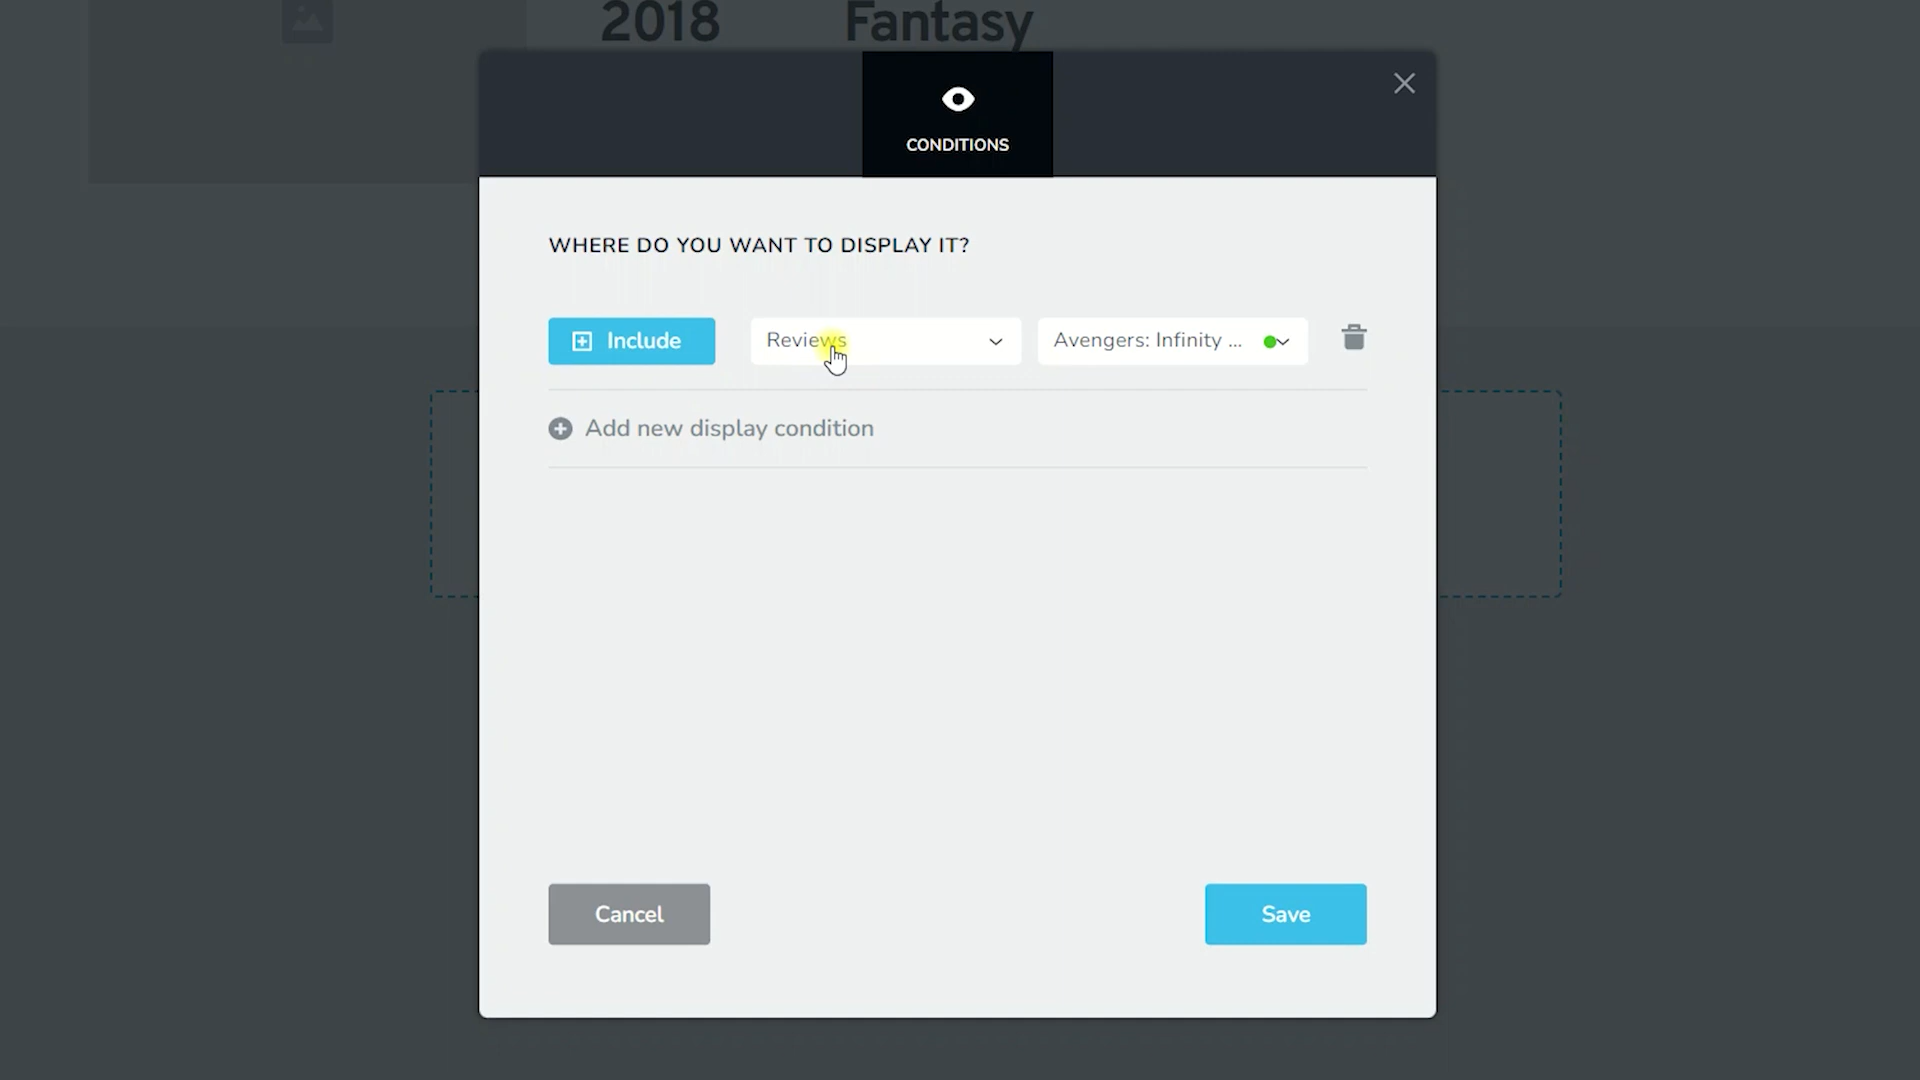 2018
Fantasy
CONDITIONS
WHERE DO YOU WANT TO DISPLAY IT?
Include
Reviews
Avengers: Infinity ...
Add new display condition
Cancel
Save